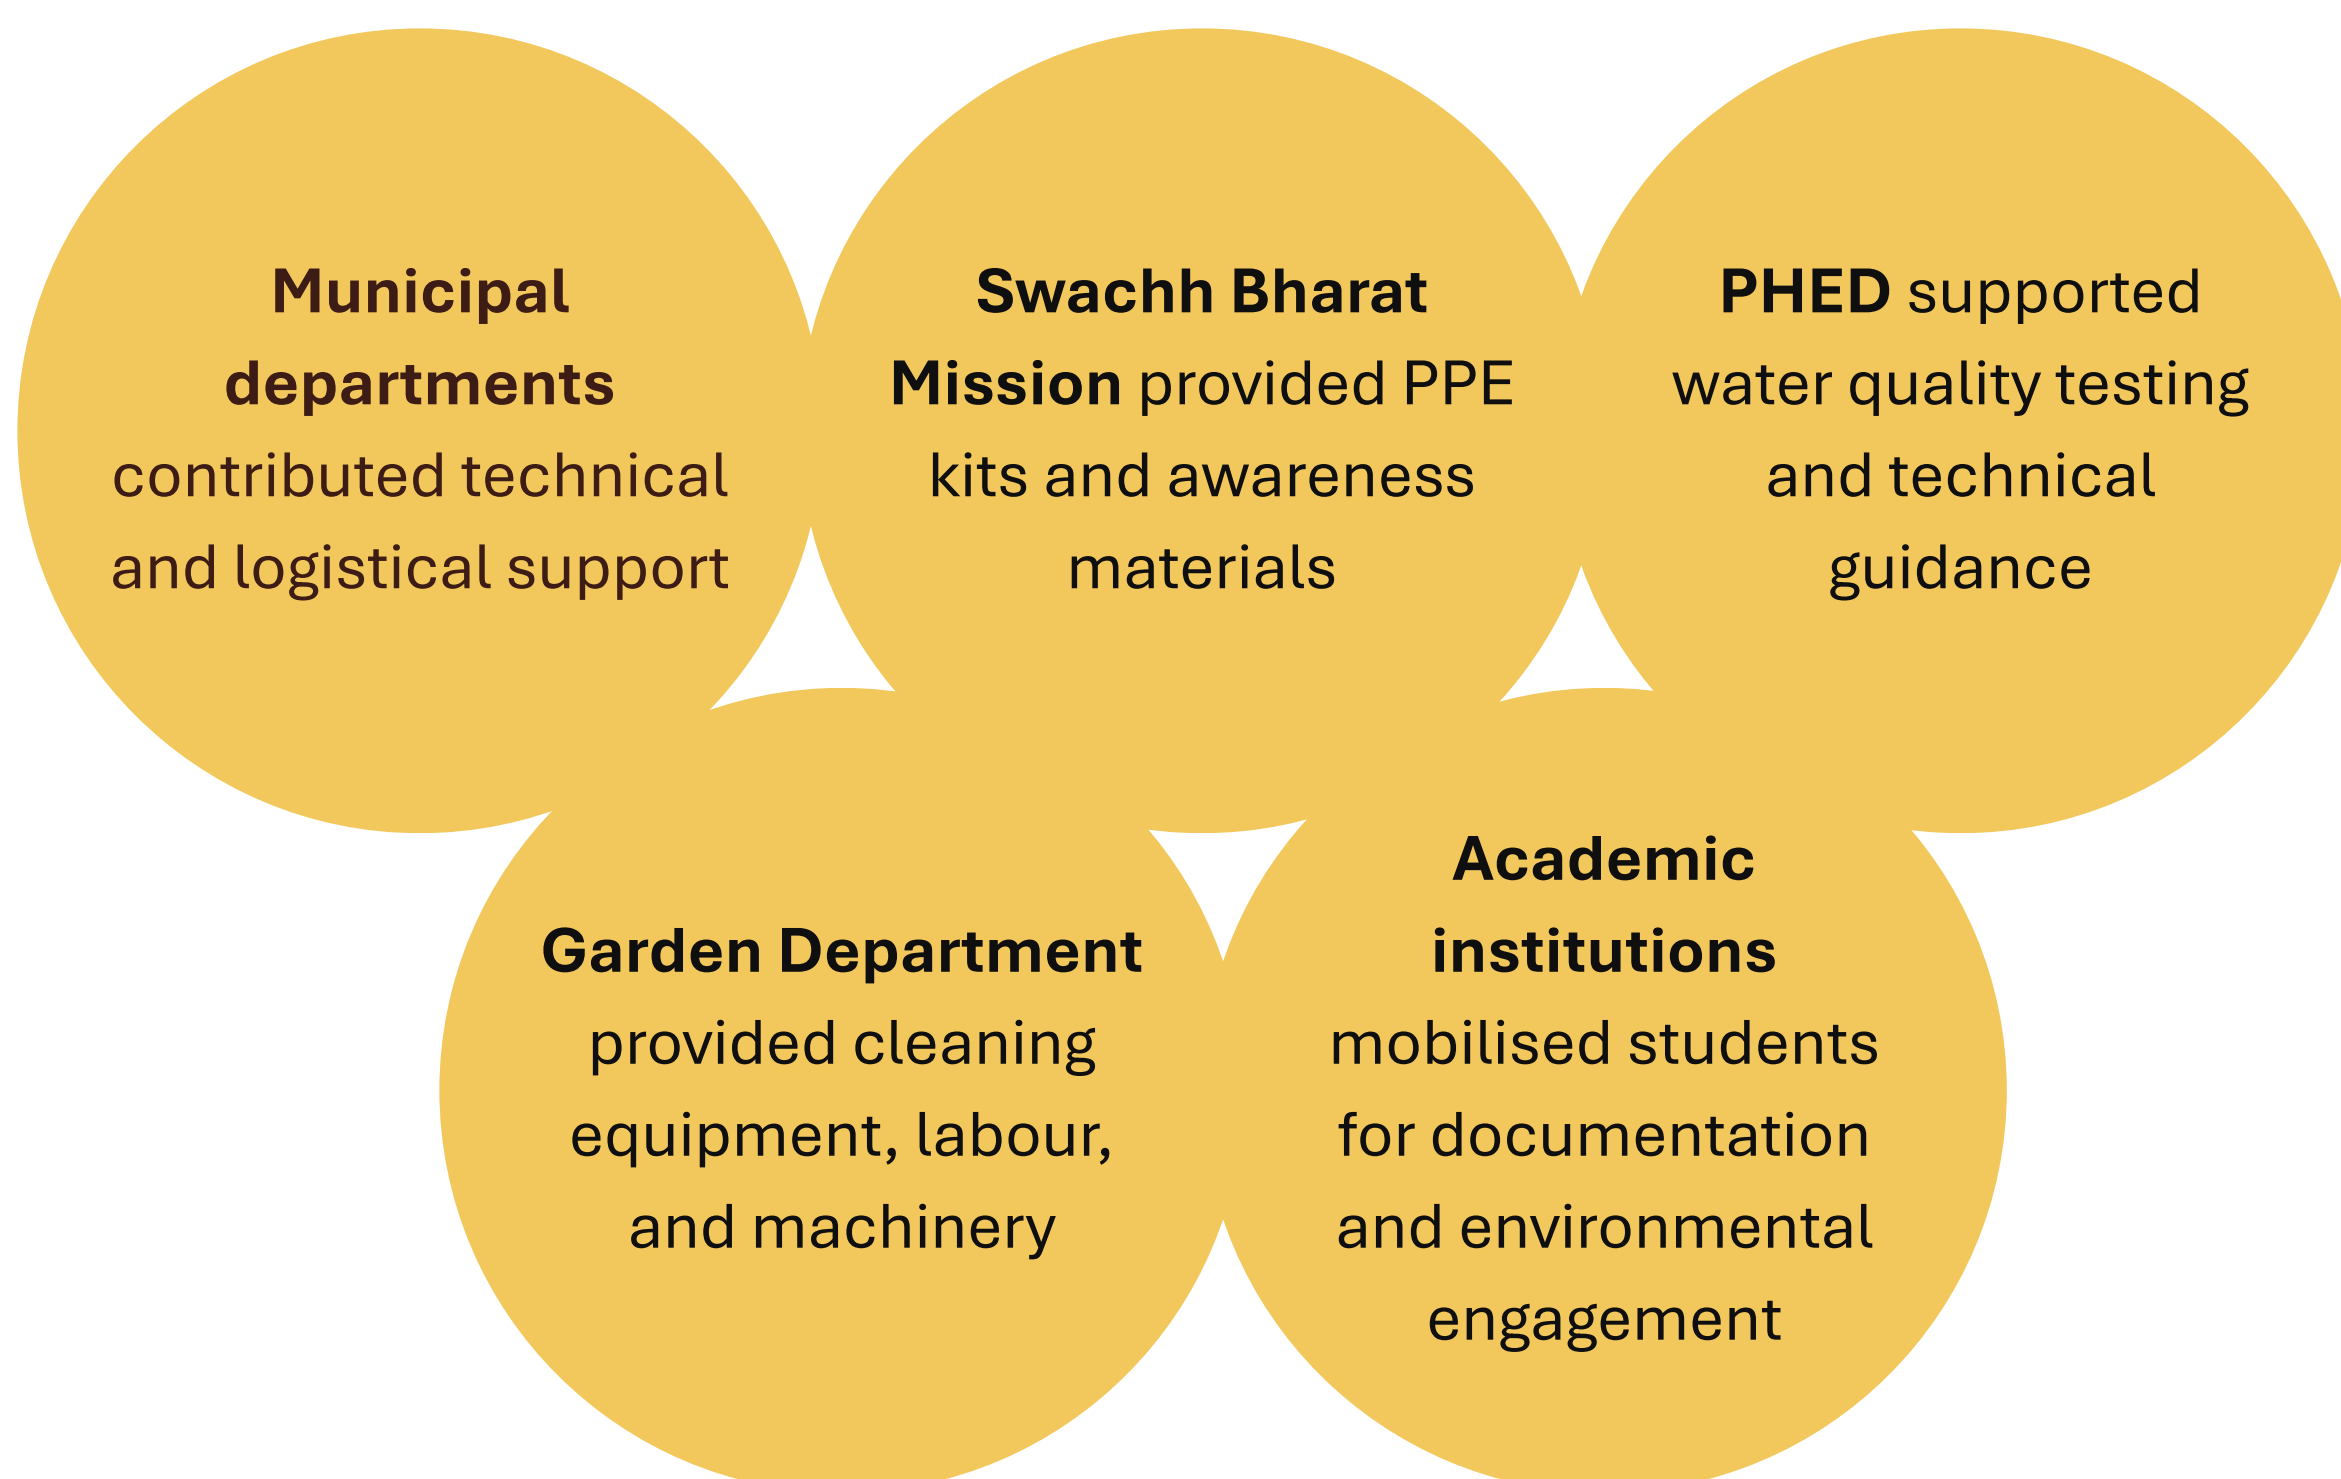 Municipal
departments
contributed technical
and logistical support
Swachh Bharat
Mission provided PPE
kits and awareness
materials
PHED supported
water quality testing
and technical
guidance
Garden Department
provided cleaning
equipment, labour,
and machinery
Academic
institutions
mobilised students
for documentation
and environmental
engagement